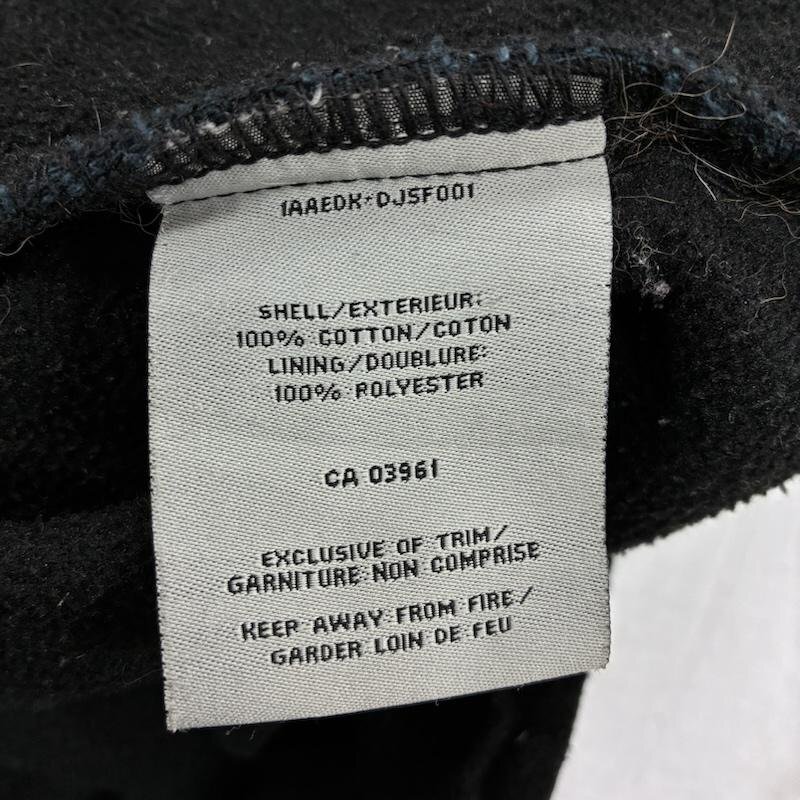 1AAEDK*DJSF001
SHELL/EXTERIEUR:
100% COTTON/COTON
LINING/DOUBLURE:
100% POLYESTER
CA 03961
EXCLUSIVE OF TRIM/
GARNITURE NON COMPRISE
KEEP AWAY FROM FIRE/
GARDER LOIN DE FEU